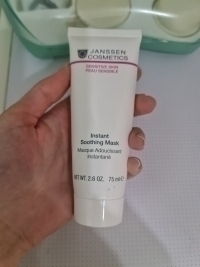 JANSSEN
COSMETICS
SENSITIVE SKIN
PEAU SENSIBLE
Instant
Soothing Mask
Masque Adoucissant
Instantané
NET WT. 2.6 OZ. 75 ml ℮